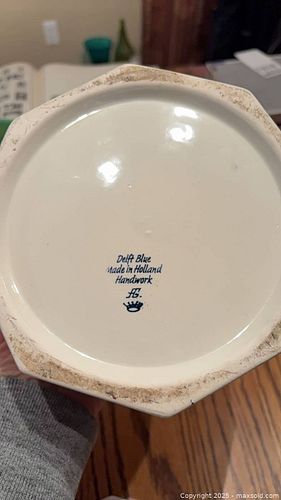 Delft Blue
Made in Holland
Handwork
Copyright 2025 - maxsold.com